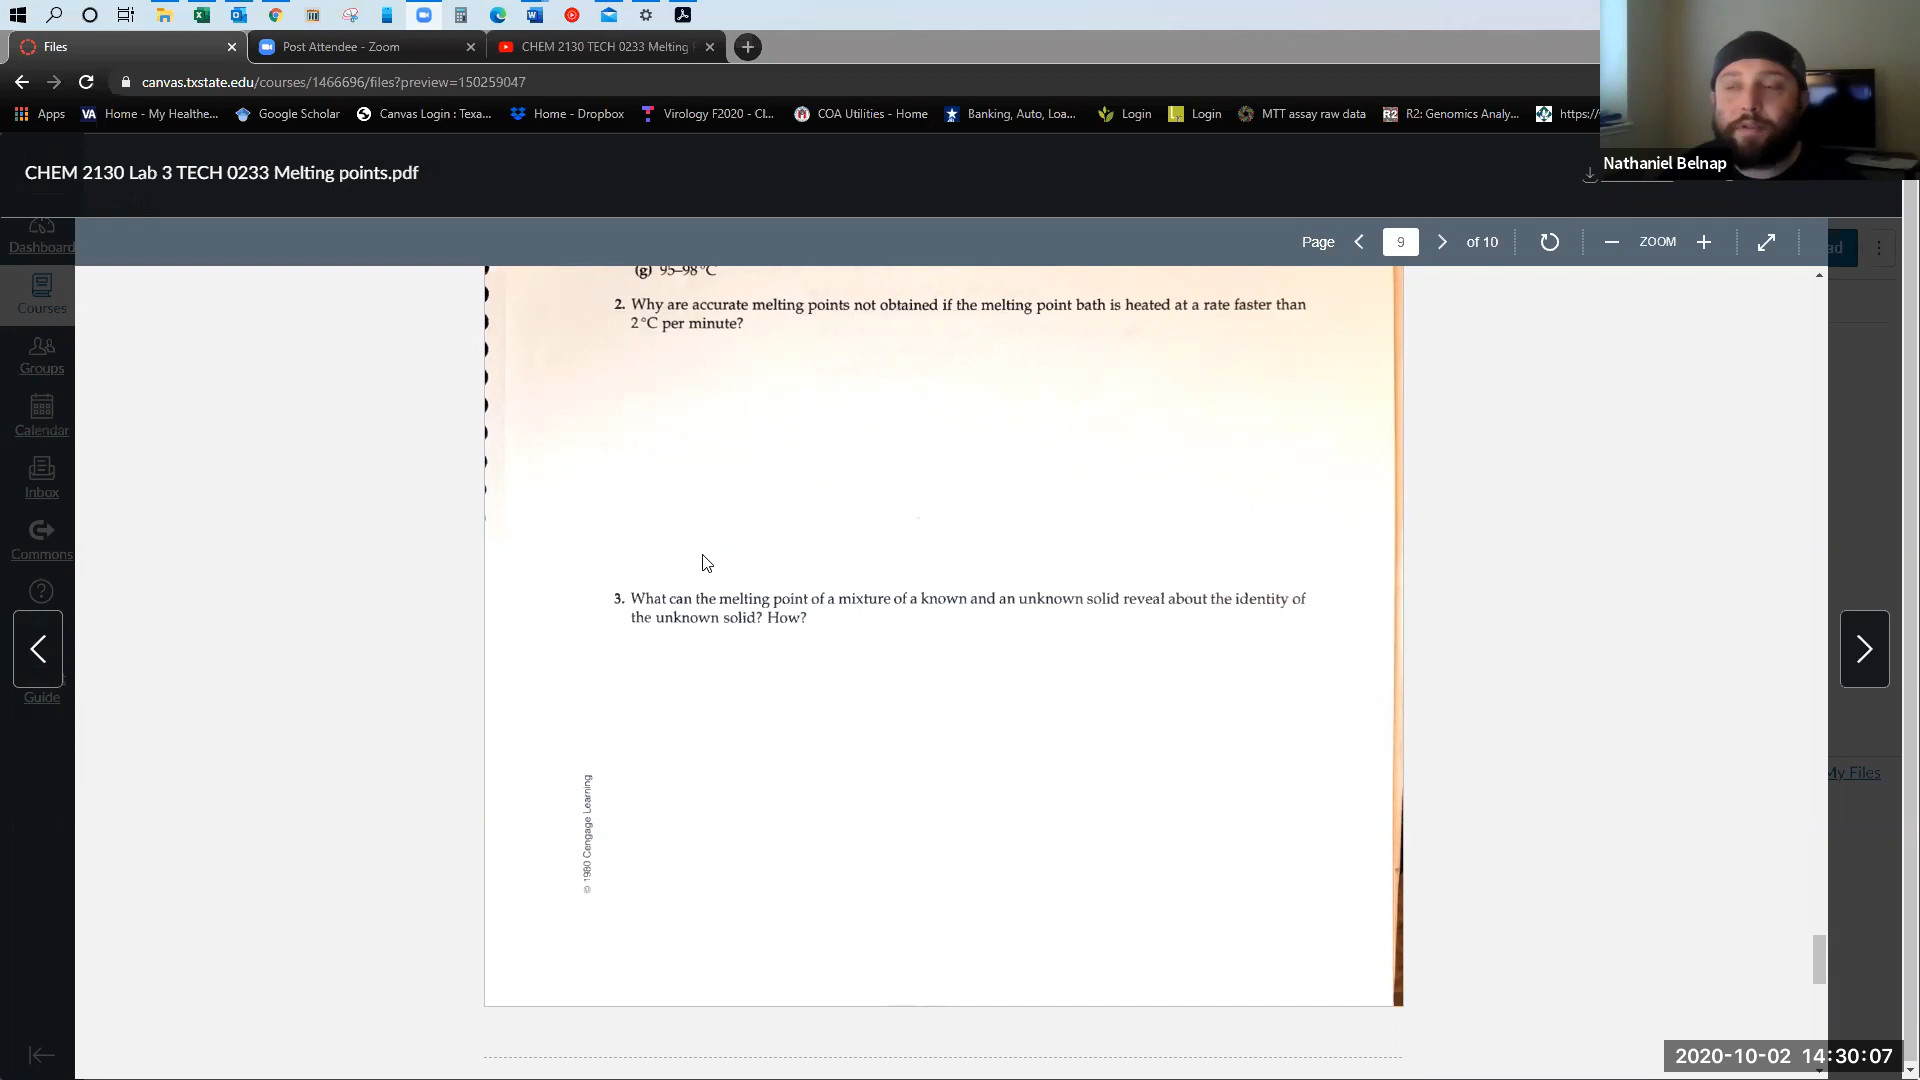 Files
Post Attendee - Zoom
CHEM 2130 TECH 0233 Melting
canvas.txstate.edu/courses/1466696/files?preview=150259047
Apps
VA Home - My Healthe...
Google Scholar
Canvas Login : Texa...
Home - Dropbox
Virology F2020 - Cl...
COA Utilities - Home
Banking, Auto, Loa...
Login
Login
MTT assay raw data
R2 R2: Genomics Analy...
https:/
Nathaniel Belnap
CHEM 2130 Lab 3 TECH 0233 Melting points.pdf
Page 9 of 10 ZOOM
Dashboard
Courses
Groups
Calendar
Inbox
Commons
Guide
ad
My Files
(g) 95–98 °C
2. Why are accurate melting points not obtained if the melting point bath is heated at a rate faster than
2 °C per minute?
3. What can the melting point of a mixture of a known and an unknown solid reveal about the identity of
the unknown solid? How?
© 1980 Cengage Learning
2020-10-02 14:30:07